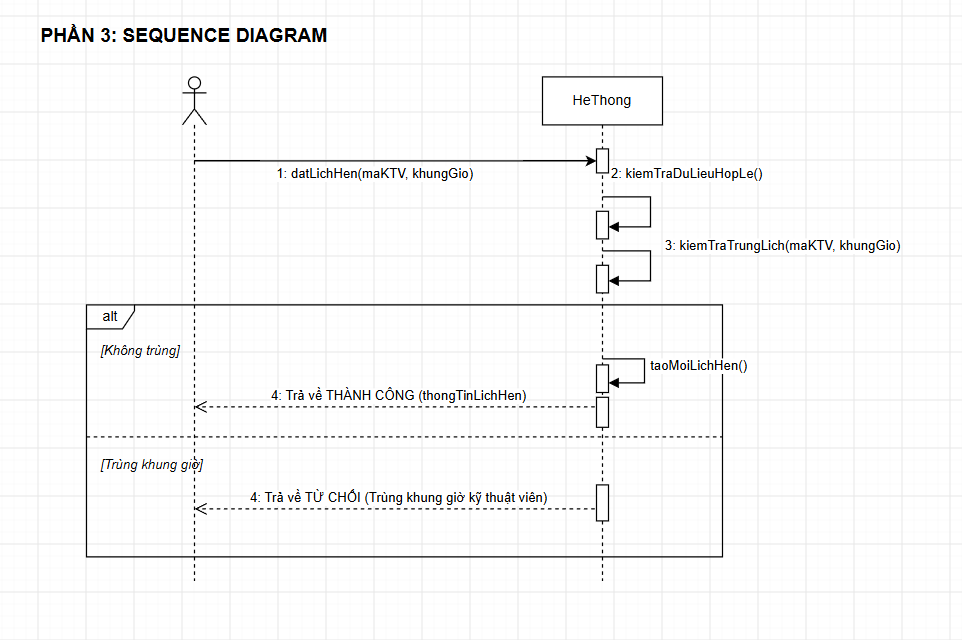 PHẦN 3: SEQUENCE DIAGRAM
HeThong
1: datLichHen(maKTV, khungGio)
2: kiemTraDuLieuHopLe()
3: kiemTraTrungLich(maKTV, khungGio)
alt
[Không trùng]
taoMoiLichHen()
4: Trả về THÀNH CÔNG (thongTinLichHen)
[Trùng khung giờ]
4: Trả về TỪ CHỐI (Trùng khung giờ kỹ thuật viên)